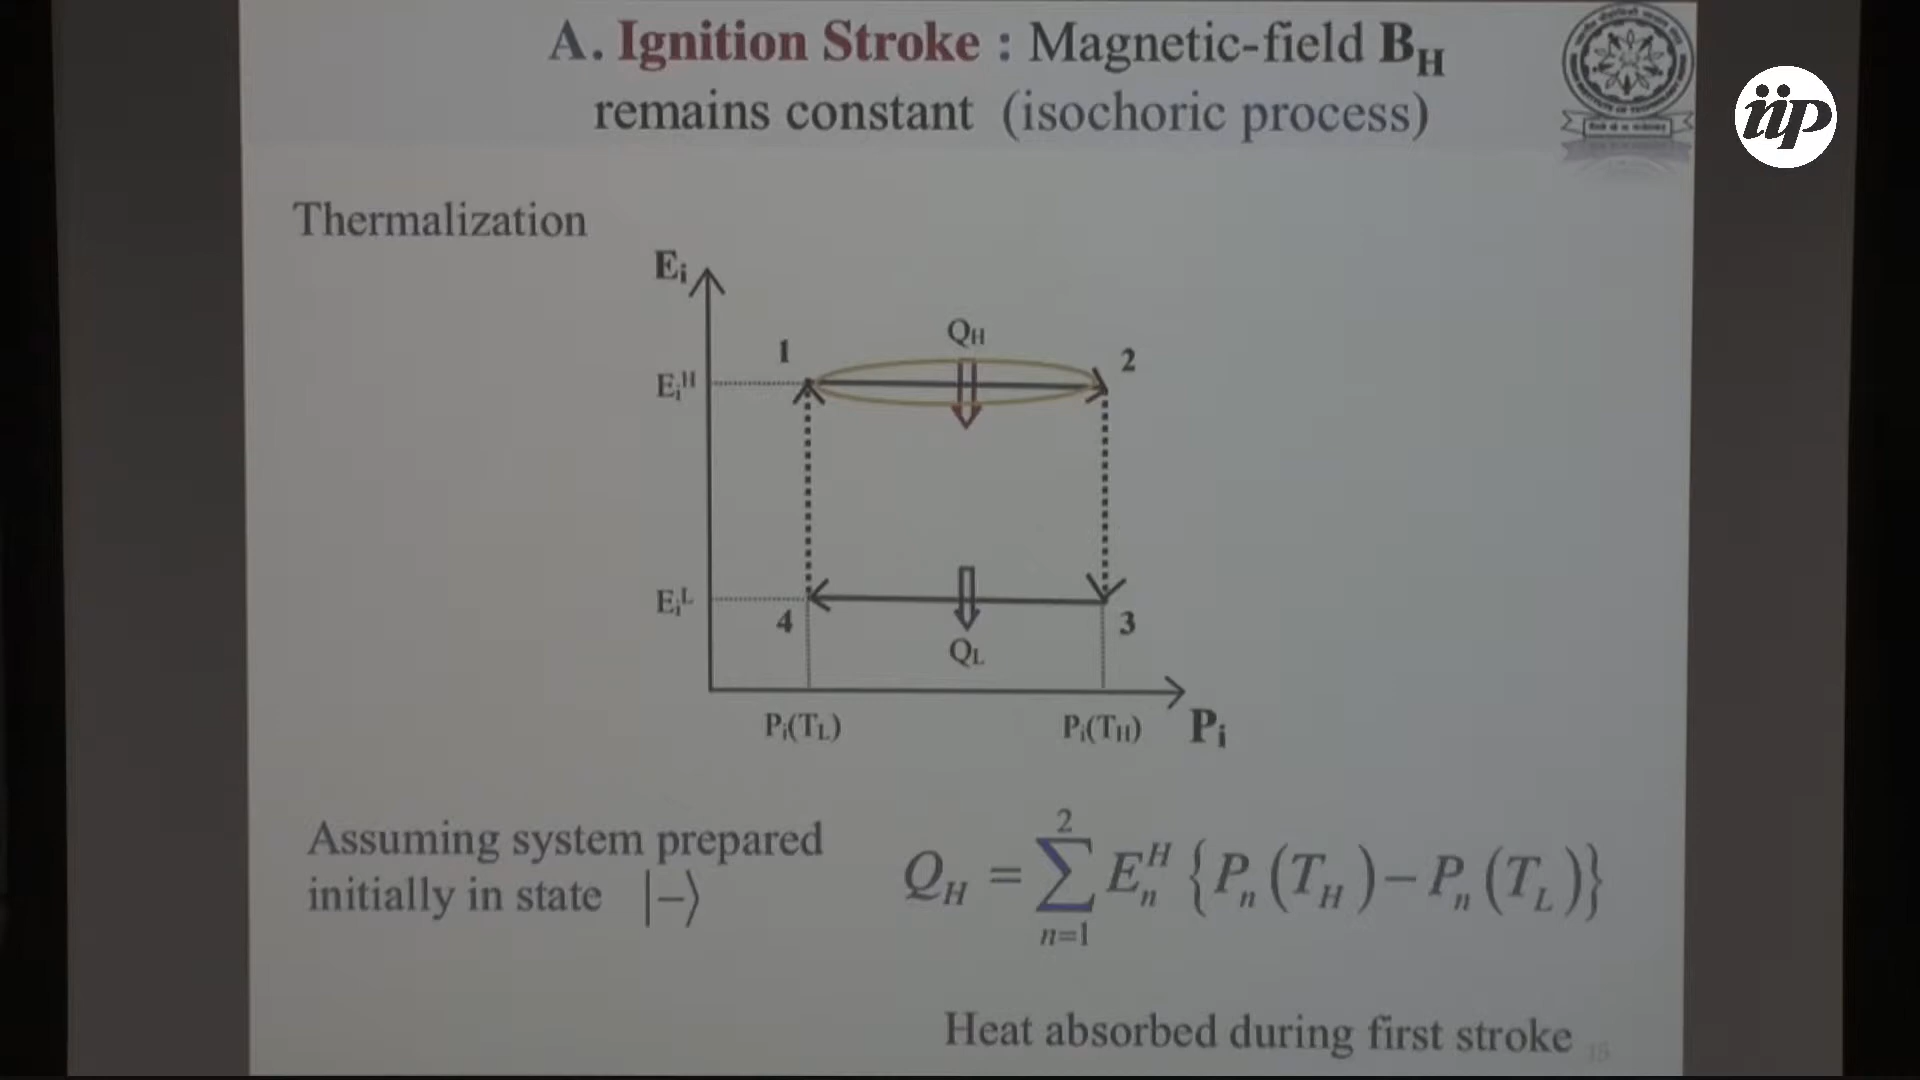 A. Ignition Stroke : Magnetic-field B_H
remains constant (isochoric process)
iip
Thermalization
E_i
Q_H
1
2
E_i^H
E_i^L
4
3
Q_L
P_i(T_L)
P_i(T_H)
P_i
Assuming system prepared
initially in state |−⟩
Q_H = ∑_{n=1}^{2} E_n^H {P_n(T_H) − P_n(T_L)}
Heat absorbed during first stroke
15